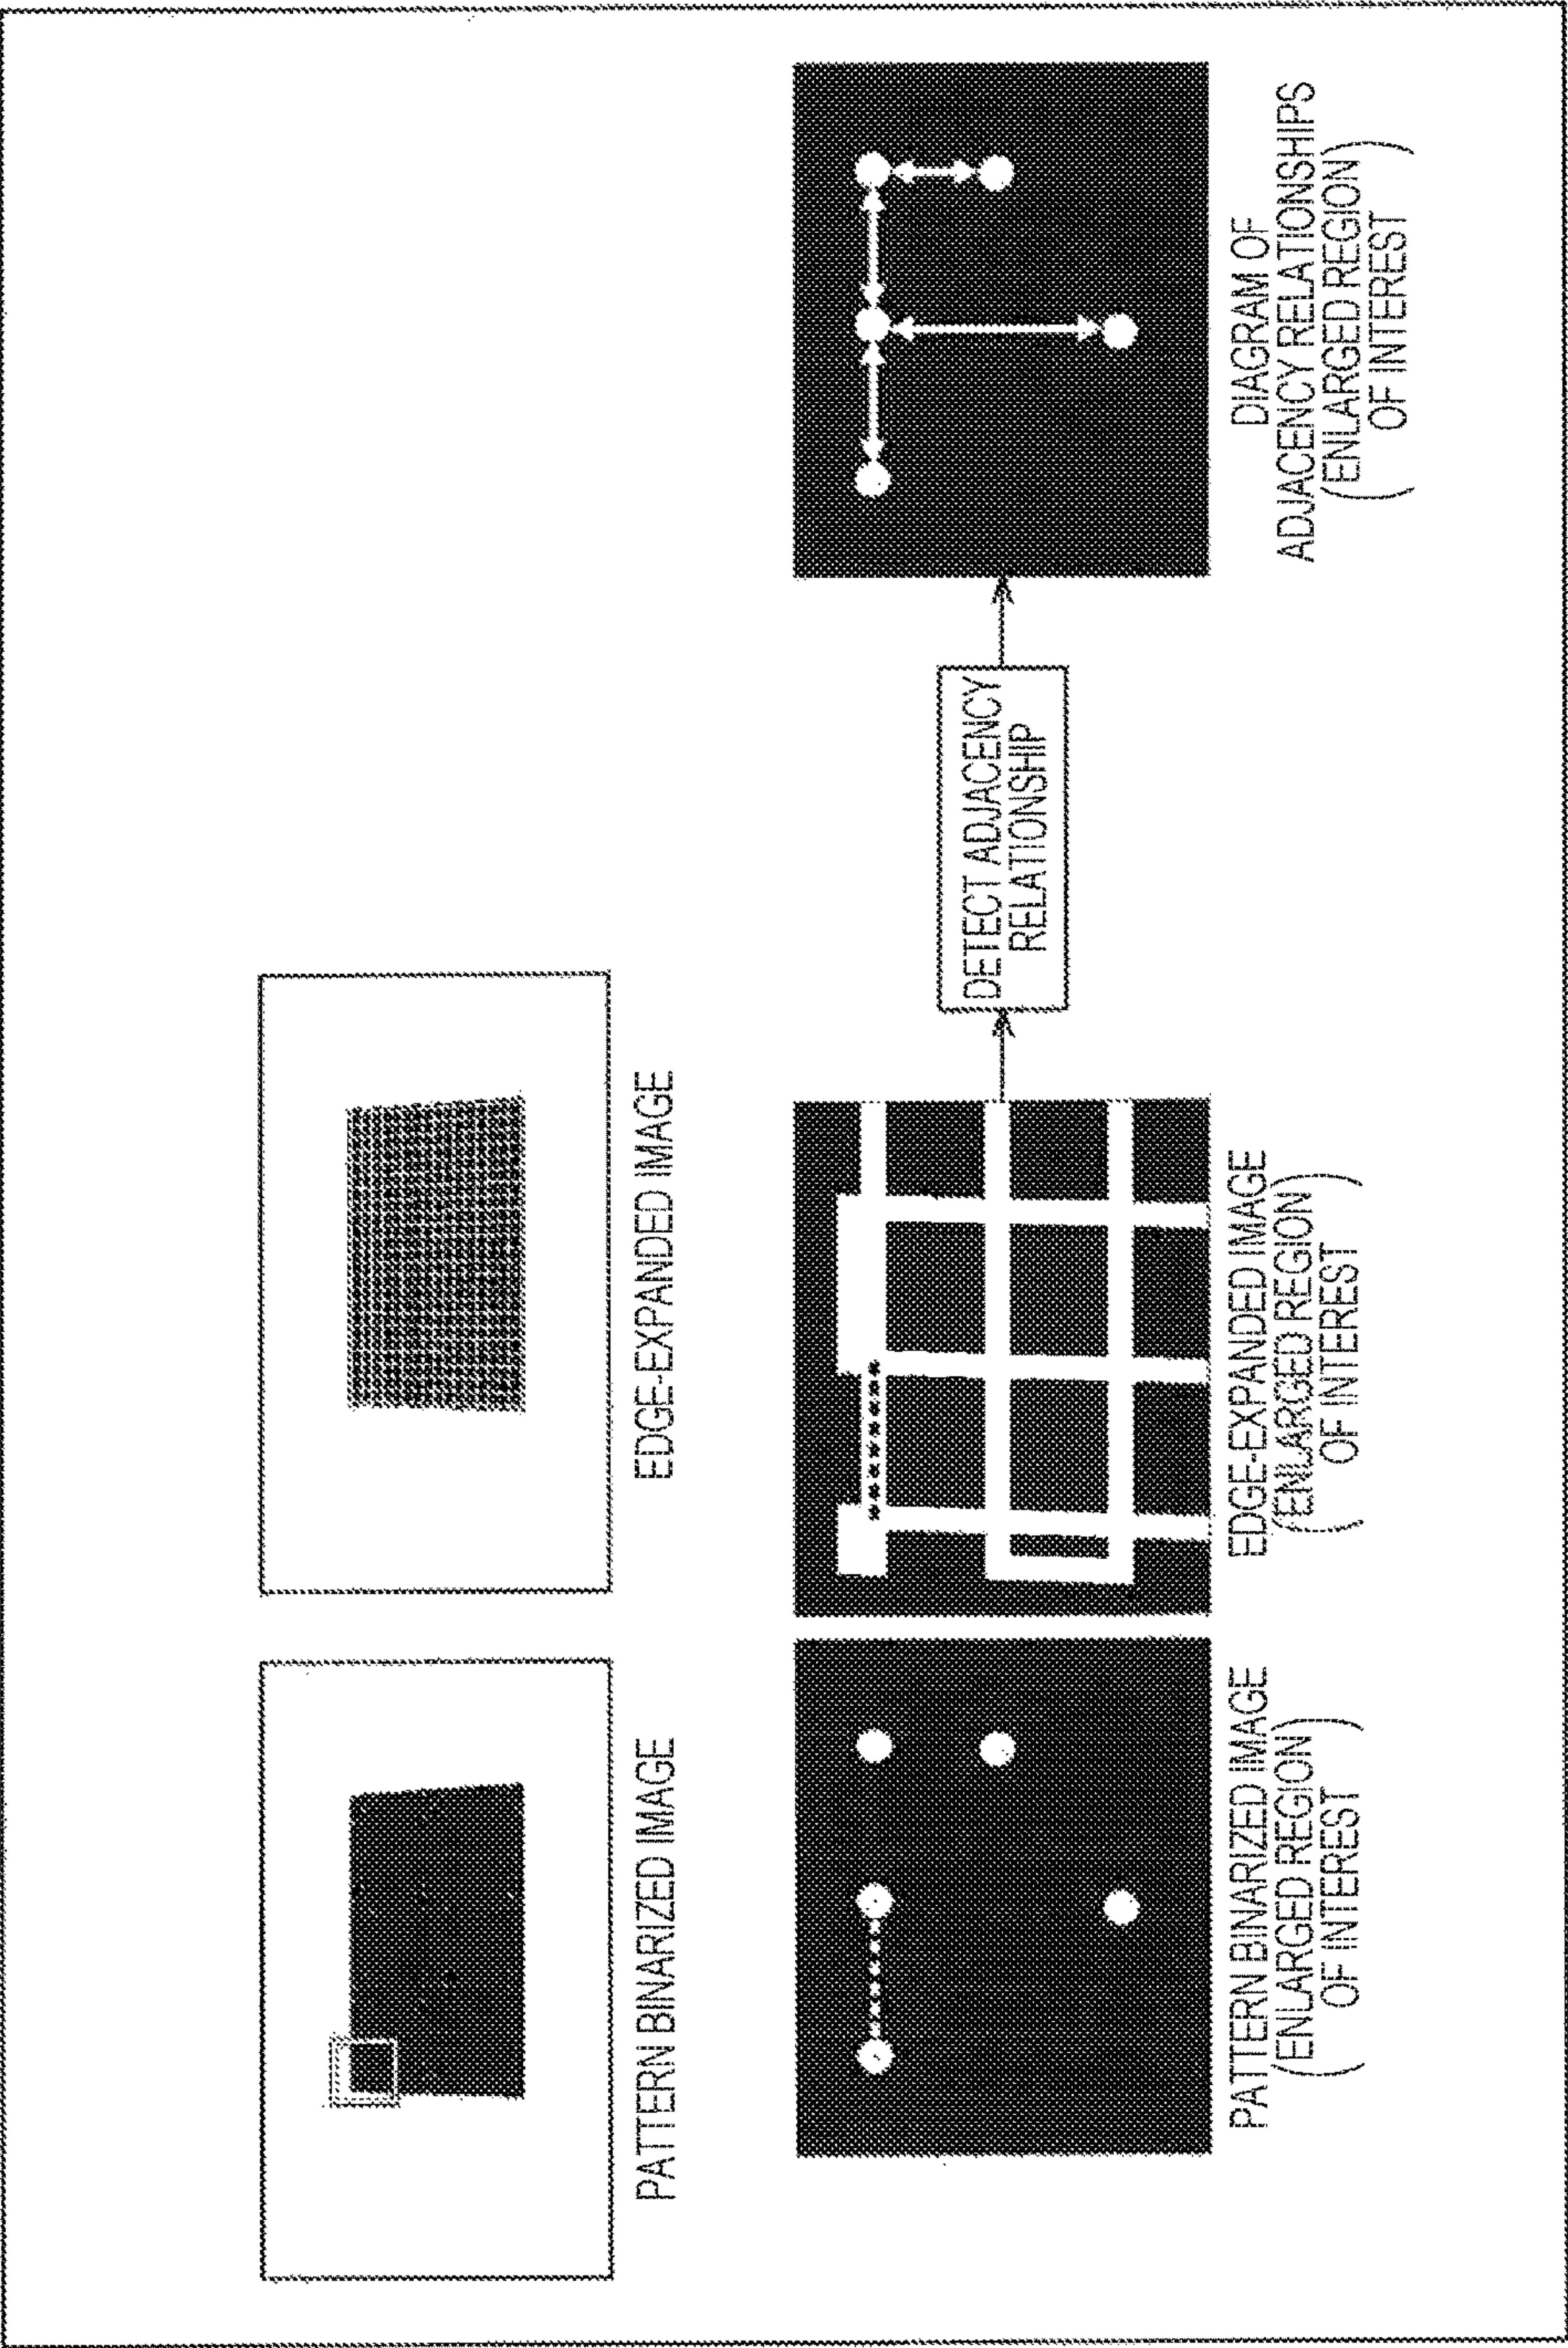 PATTERN BINARIZED IMAGE
EDGE-EXPANDED IMAGE
PATTERN BINARIZED IMAGE
(ENLARGED REGION
OF INTEREST)
EDGE-EXPANDED IMAGE
(ENLARGED REGION
OF INTEREST)
DETECT ADJACENCY
RELATIONSHIP
DIAGRAM OF
ADJACENCY RELATIONSHIPS
(ENLARGED REGION
OF INTEREST)